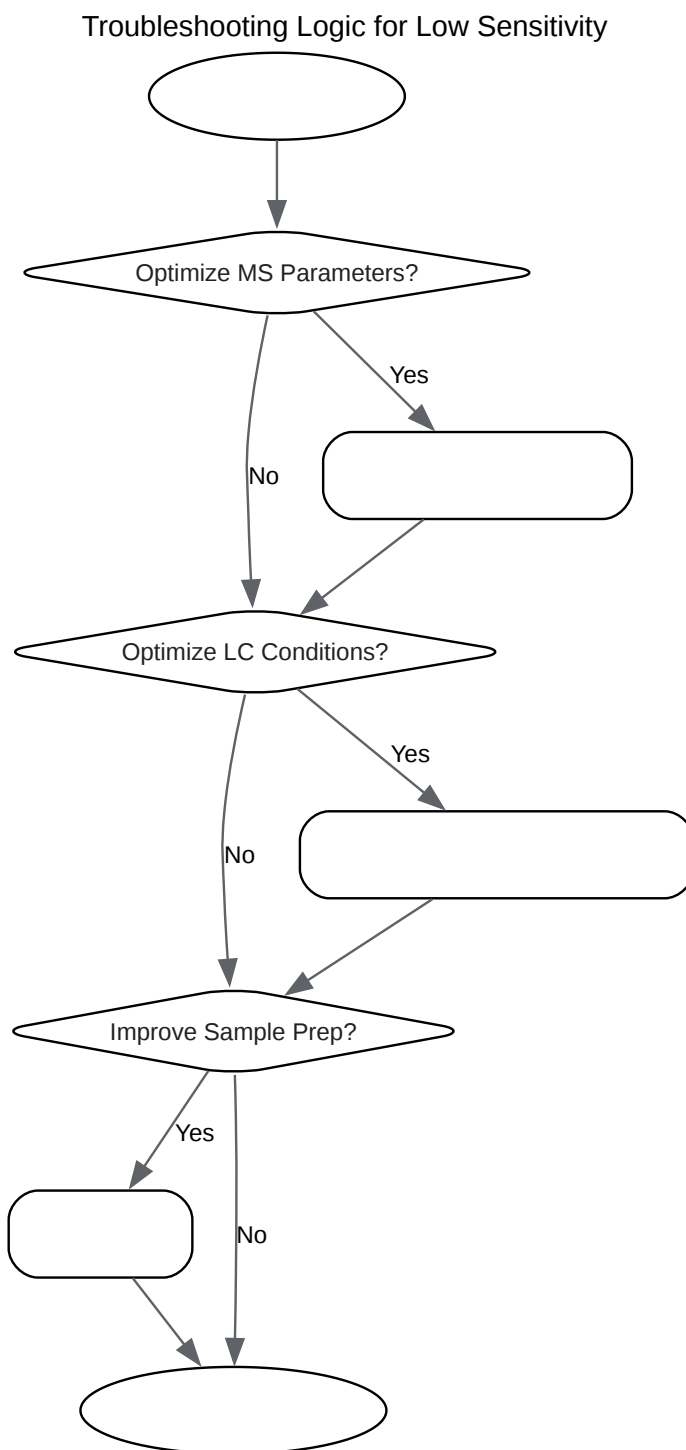 Troubleshooting Logic for Low Sensitivity
Optimize MS Parameters?
Yes
No
Optimize LC Conditions?
Yes
No
Improve Sample Prep?
Yes
No